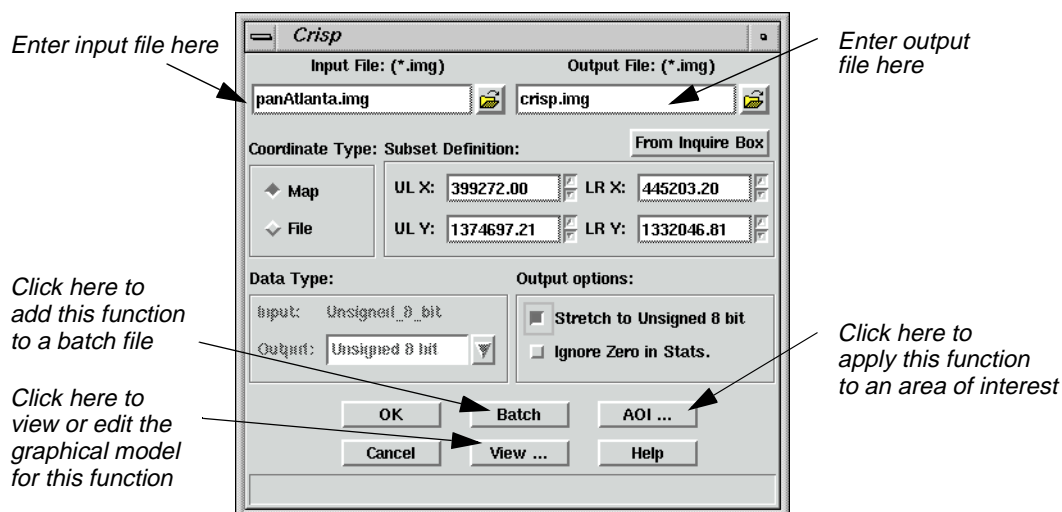 Crisp
Enter input file here
Enter output
file here
Input File: (*.img)
Output File: (*.img)
panAtlanta.img
crisp.img
From Inquire Box
Coordinate Type:
Subset Definition:
Map
File
UL X: 399272.00
LR X: 445203.20
UL Y: 1374697.21
LR Y: 1332046.81
Data Type:
Output options:
Input: Unsigned_8_bit
Output: Unsigned 8 bit
Stretch to Unsigned 8 bit
Ignore Zero in Stats.
Click here to
add this function
to a batch file
Click here to
apply this function
to an area of interest
Click here to
view or edit the
graphical model
for this function
OK
Batch
AOI ...
Cancel
View ...
Help